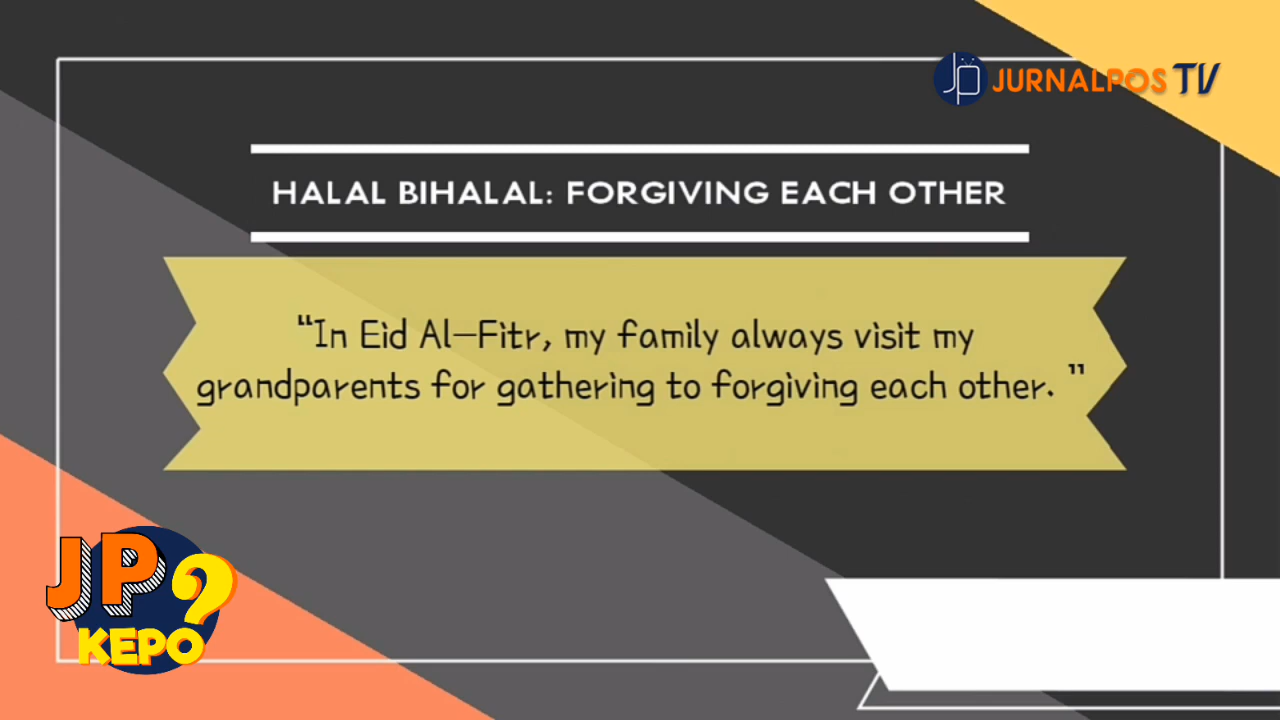 JP JURNALPOS TV
HALAL BIHALAL: FORGIVING EACH OTHER
“In Eid Al-Fitr, my family always visit my
grandparents for gathering to forgiving each other. ”
JP?
KEPO